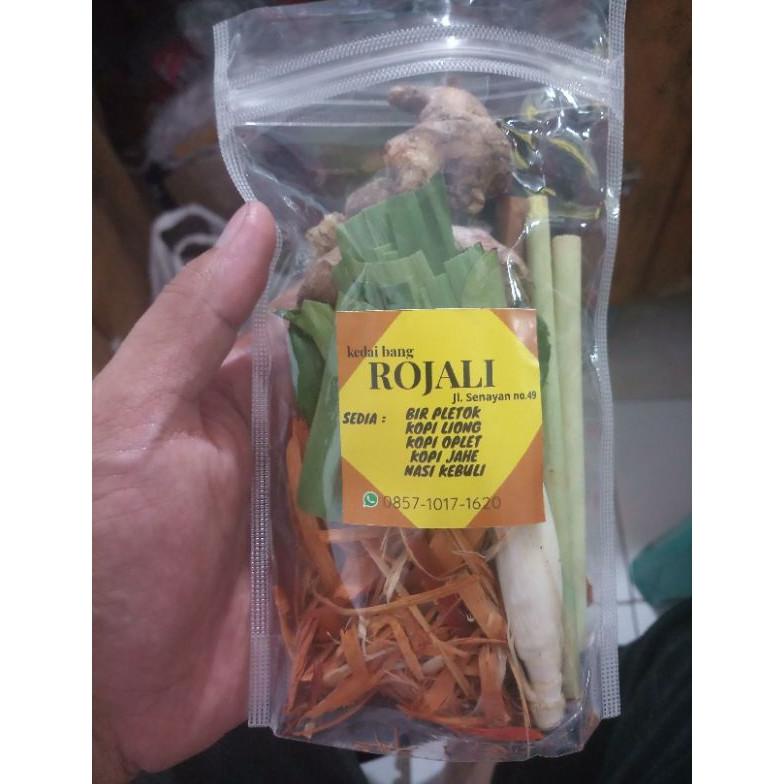 kedai bang
ROJALI
Jl. Senayan no.49
SEDIA : BIR PLETOK
KOPI LIONG
KOPI OPLET
KOPI JAHE
NASI KEBULI
0857-1017-1620